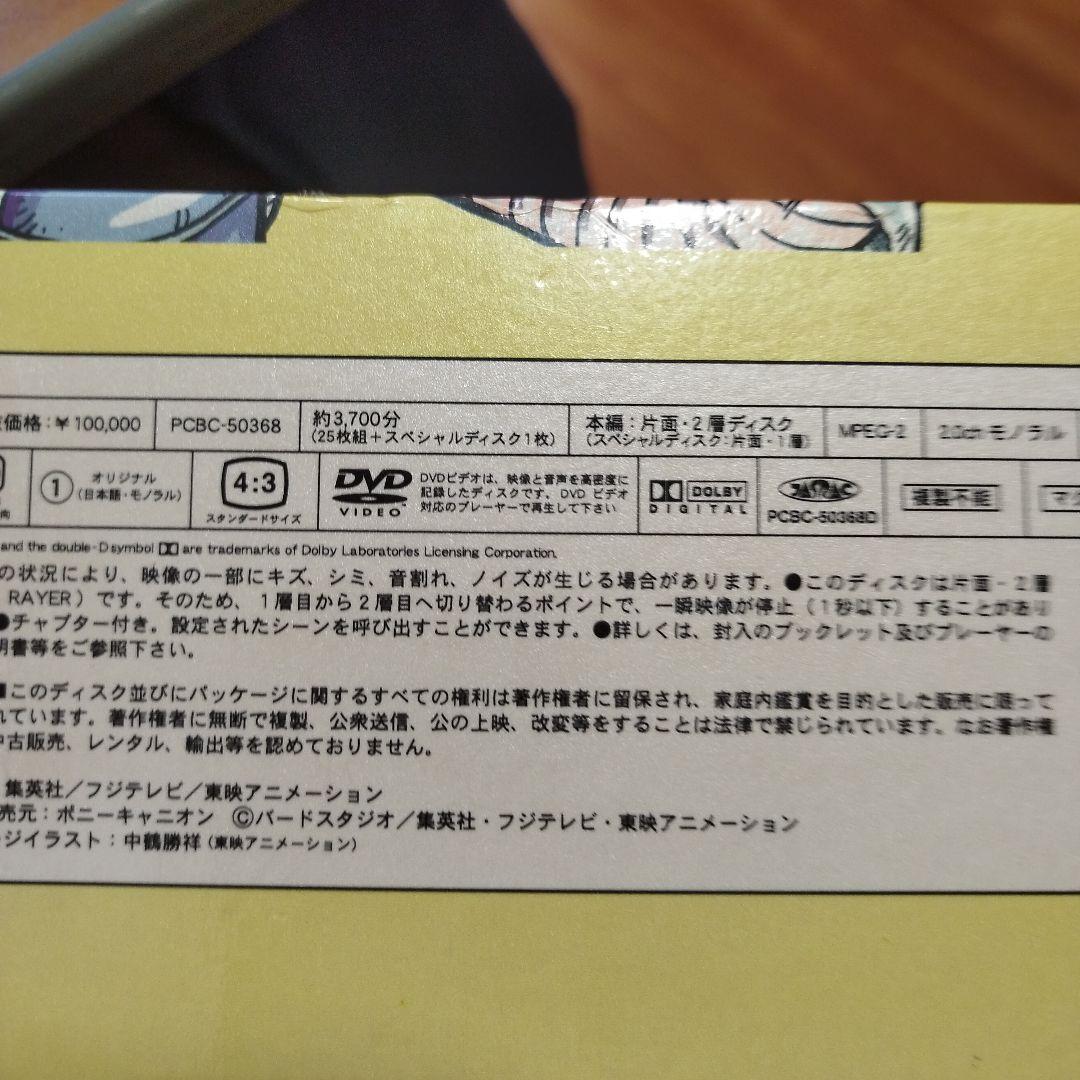 価格：￥100,000
PCBC-50368
約3,700分
（25枚組＋スペシャルディスク1枚）
本編：片面・2層ディスク
（スペシャルディスク：片面・1層）
MPEG-2
2.0ch モノラル
向
1
オリジナル
（日本語・モノラル）
4:3
スタンダードサイズ
DVD
VIDEO
DVDビデオは、映像と音声を高密度に
記録したディスクです。DVD ビデオ
対応のプレーヤーで再生して下さい
DOLBY
DIGITAL
JASRAC
PCBC-50368D
複製不能
マク
and the double-D symbol are trademarks of Dolby Laboratories Licensing Corporation.
の状況により、映像の一部にキズ、シミ、音割れ、ノイズが生じる場合があります。●このディスクは片面・2層
RAYER）です。そのため、1層目から2層目へ切り替わるポイントで、一瞬映像が停止（1秒以下）することがあり
●チャプター付き。設定されたシーンを呼び出すことができます。●詳しくは、封入のブックレット及びプレーヤーの
明書等をご参照下さい。
■このディスク並びにパッケージに関するすべての権利は著作権者に留保され、家庭内鑑賞を目的とした販売に限って
れています。著作権者に無断で複製、公衆送信、公の上映、改変等をすることは法律で禁じられています。なお著作権
中古販売、レンタル、輸出等を認めておりません。
集英社／フジテレビ／東映アニメーション
売元：ポニーキャニオン Ⓒバードスタジオ／集英社・フジテレビ・東映アニメーション
ージイラスト：中鶴勝祥（東映アニメーション）